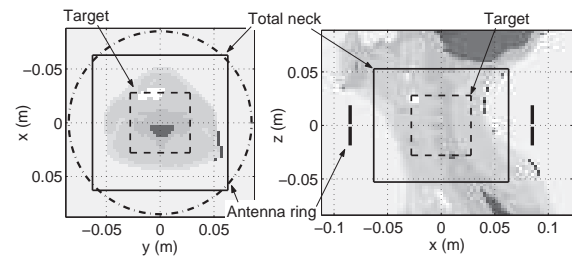 Target
Total neck
Target
−0.05
0
0.05
x (m)
−0.05
0
0.05
y (m)
Antenna ring
0.05
0
−0.05
z (m)
−0.1
−0.05
0
0.05
0.1
x (m)